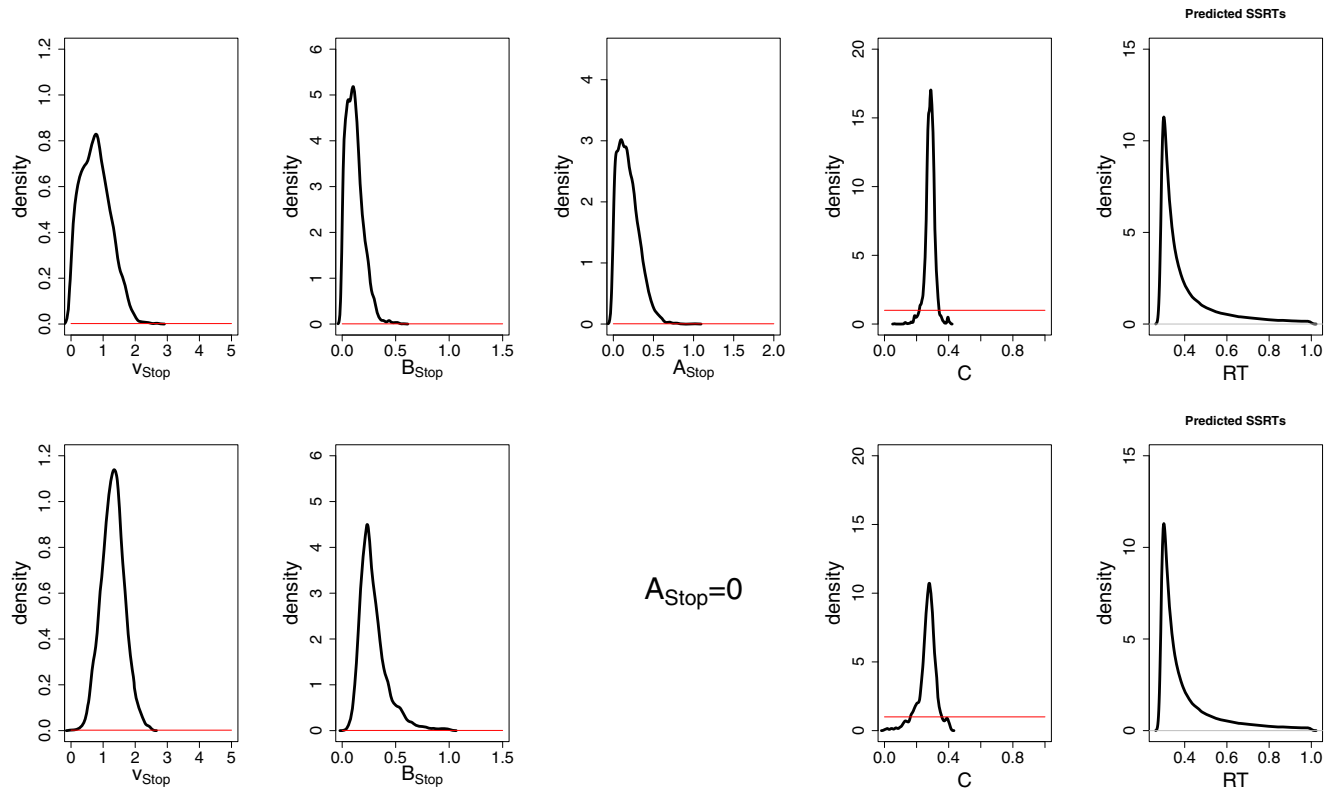 Predicted SSRTs
density
0.0 0.2 0.4 0.6 0.8 1.0 1.2
0 1 2 3 4 5
vStop
density
0 1 2 3 4 5 6
0.0 0.5 1.0 1.5
BStop
density
0 1 2 3 4
0.0 0.5 1.0 1.5 2.0
AStop
density
0 5 10 15 20
0.0 0.4 0.8
C
density
0 5 10 15
0.4 0.6 0.8 1.0
RT
Predicted SSRTs
density
0.0 0.2 0.4 0.6 0.8 1.0 1.2
0 1 2 3 4 5
vStop
density
0 1 2 3 4 5 6
0.0 0.5 1.0 1.5
BStop
AStop=0
density
0 5 10 15 20
0.0 0.4 0.8
C
density
0 5 10 15
0.4 0.6 0.8 1.0
RT